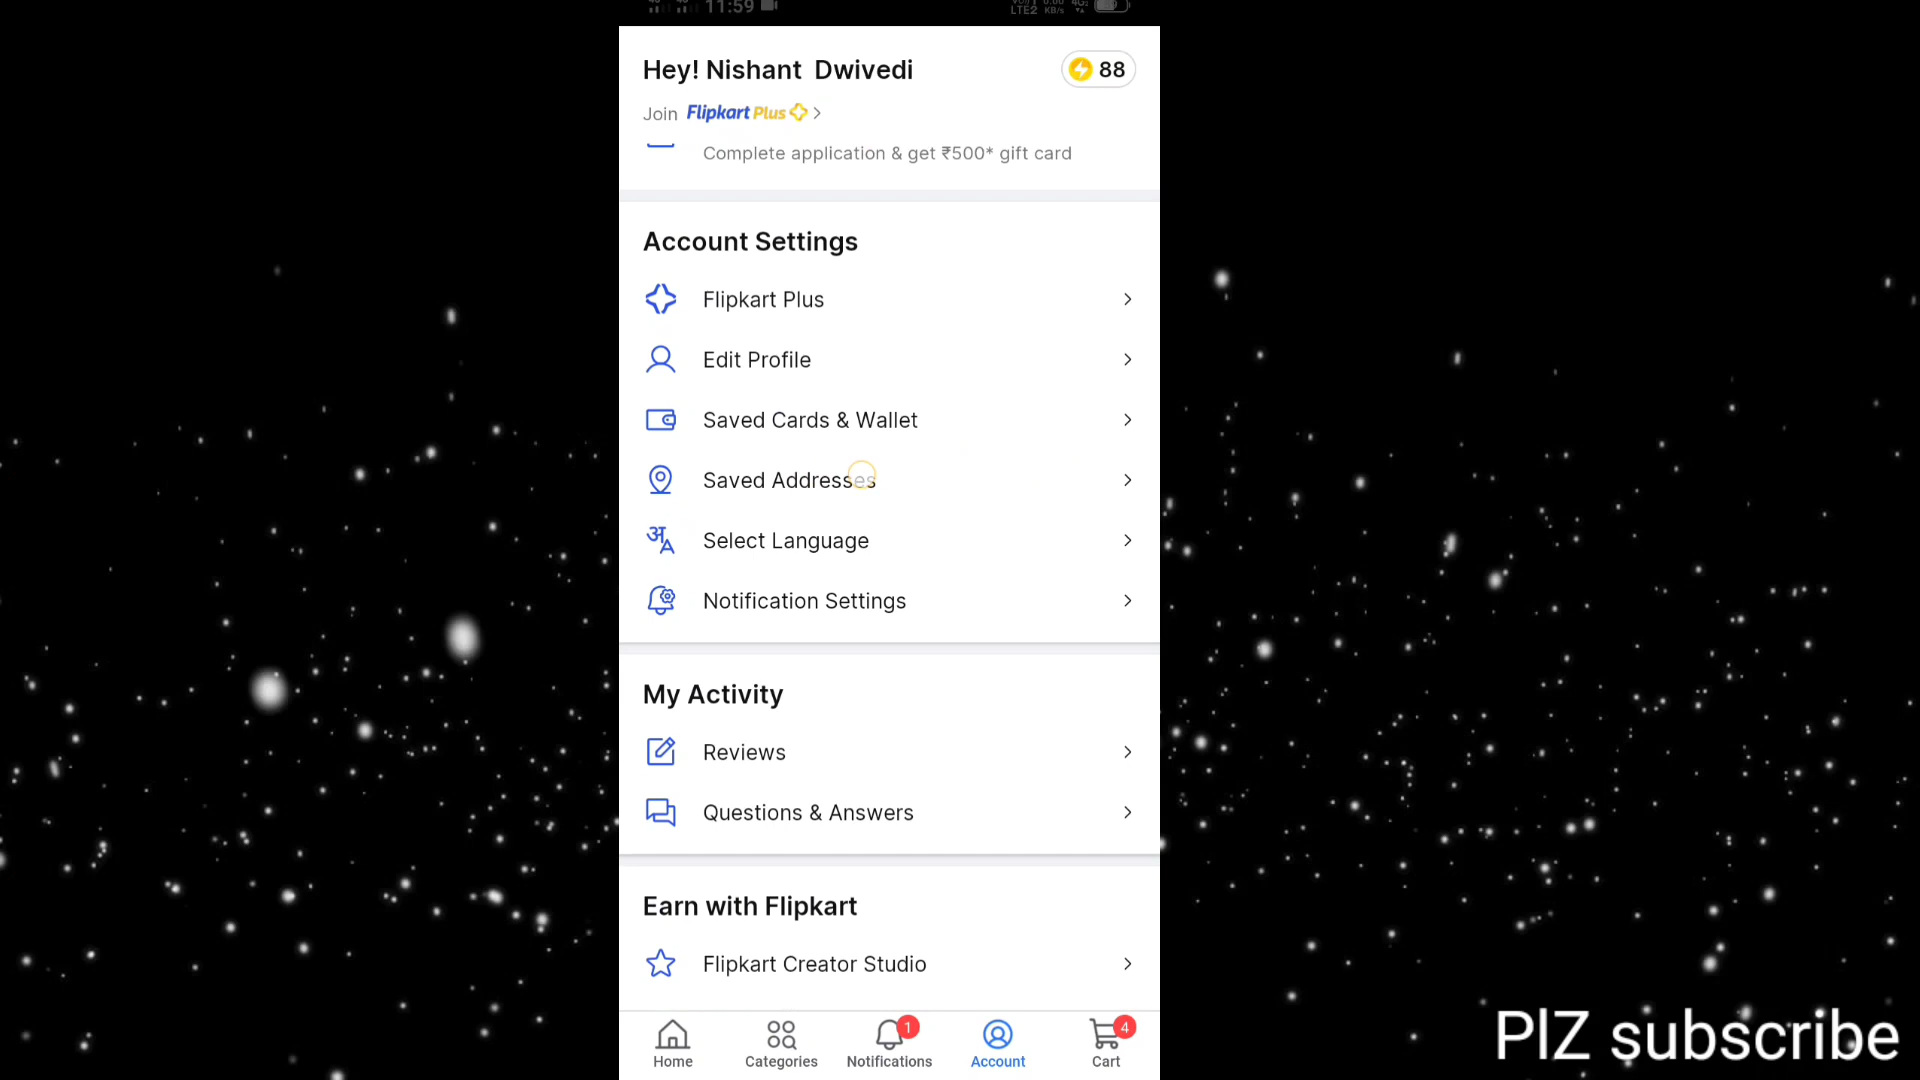 11:59
LTE2 KB/s
Hey! Nishant Dwivedi
88
Join Flipkart Plus
Complete application & get ₹500* gift card
Account Settings
Flipkart Plus
Edit Profile
Saved Cards & Wallet
Saved Addresses
Select Language
Notification Settings
My Activity
Reviews
Questions & Answers
Earn with Flipkart
Flipkart Creator Studio
1
4
Home
Categories
Notifications
Account
Cart
PlZ subscribe